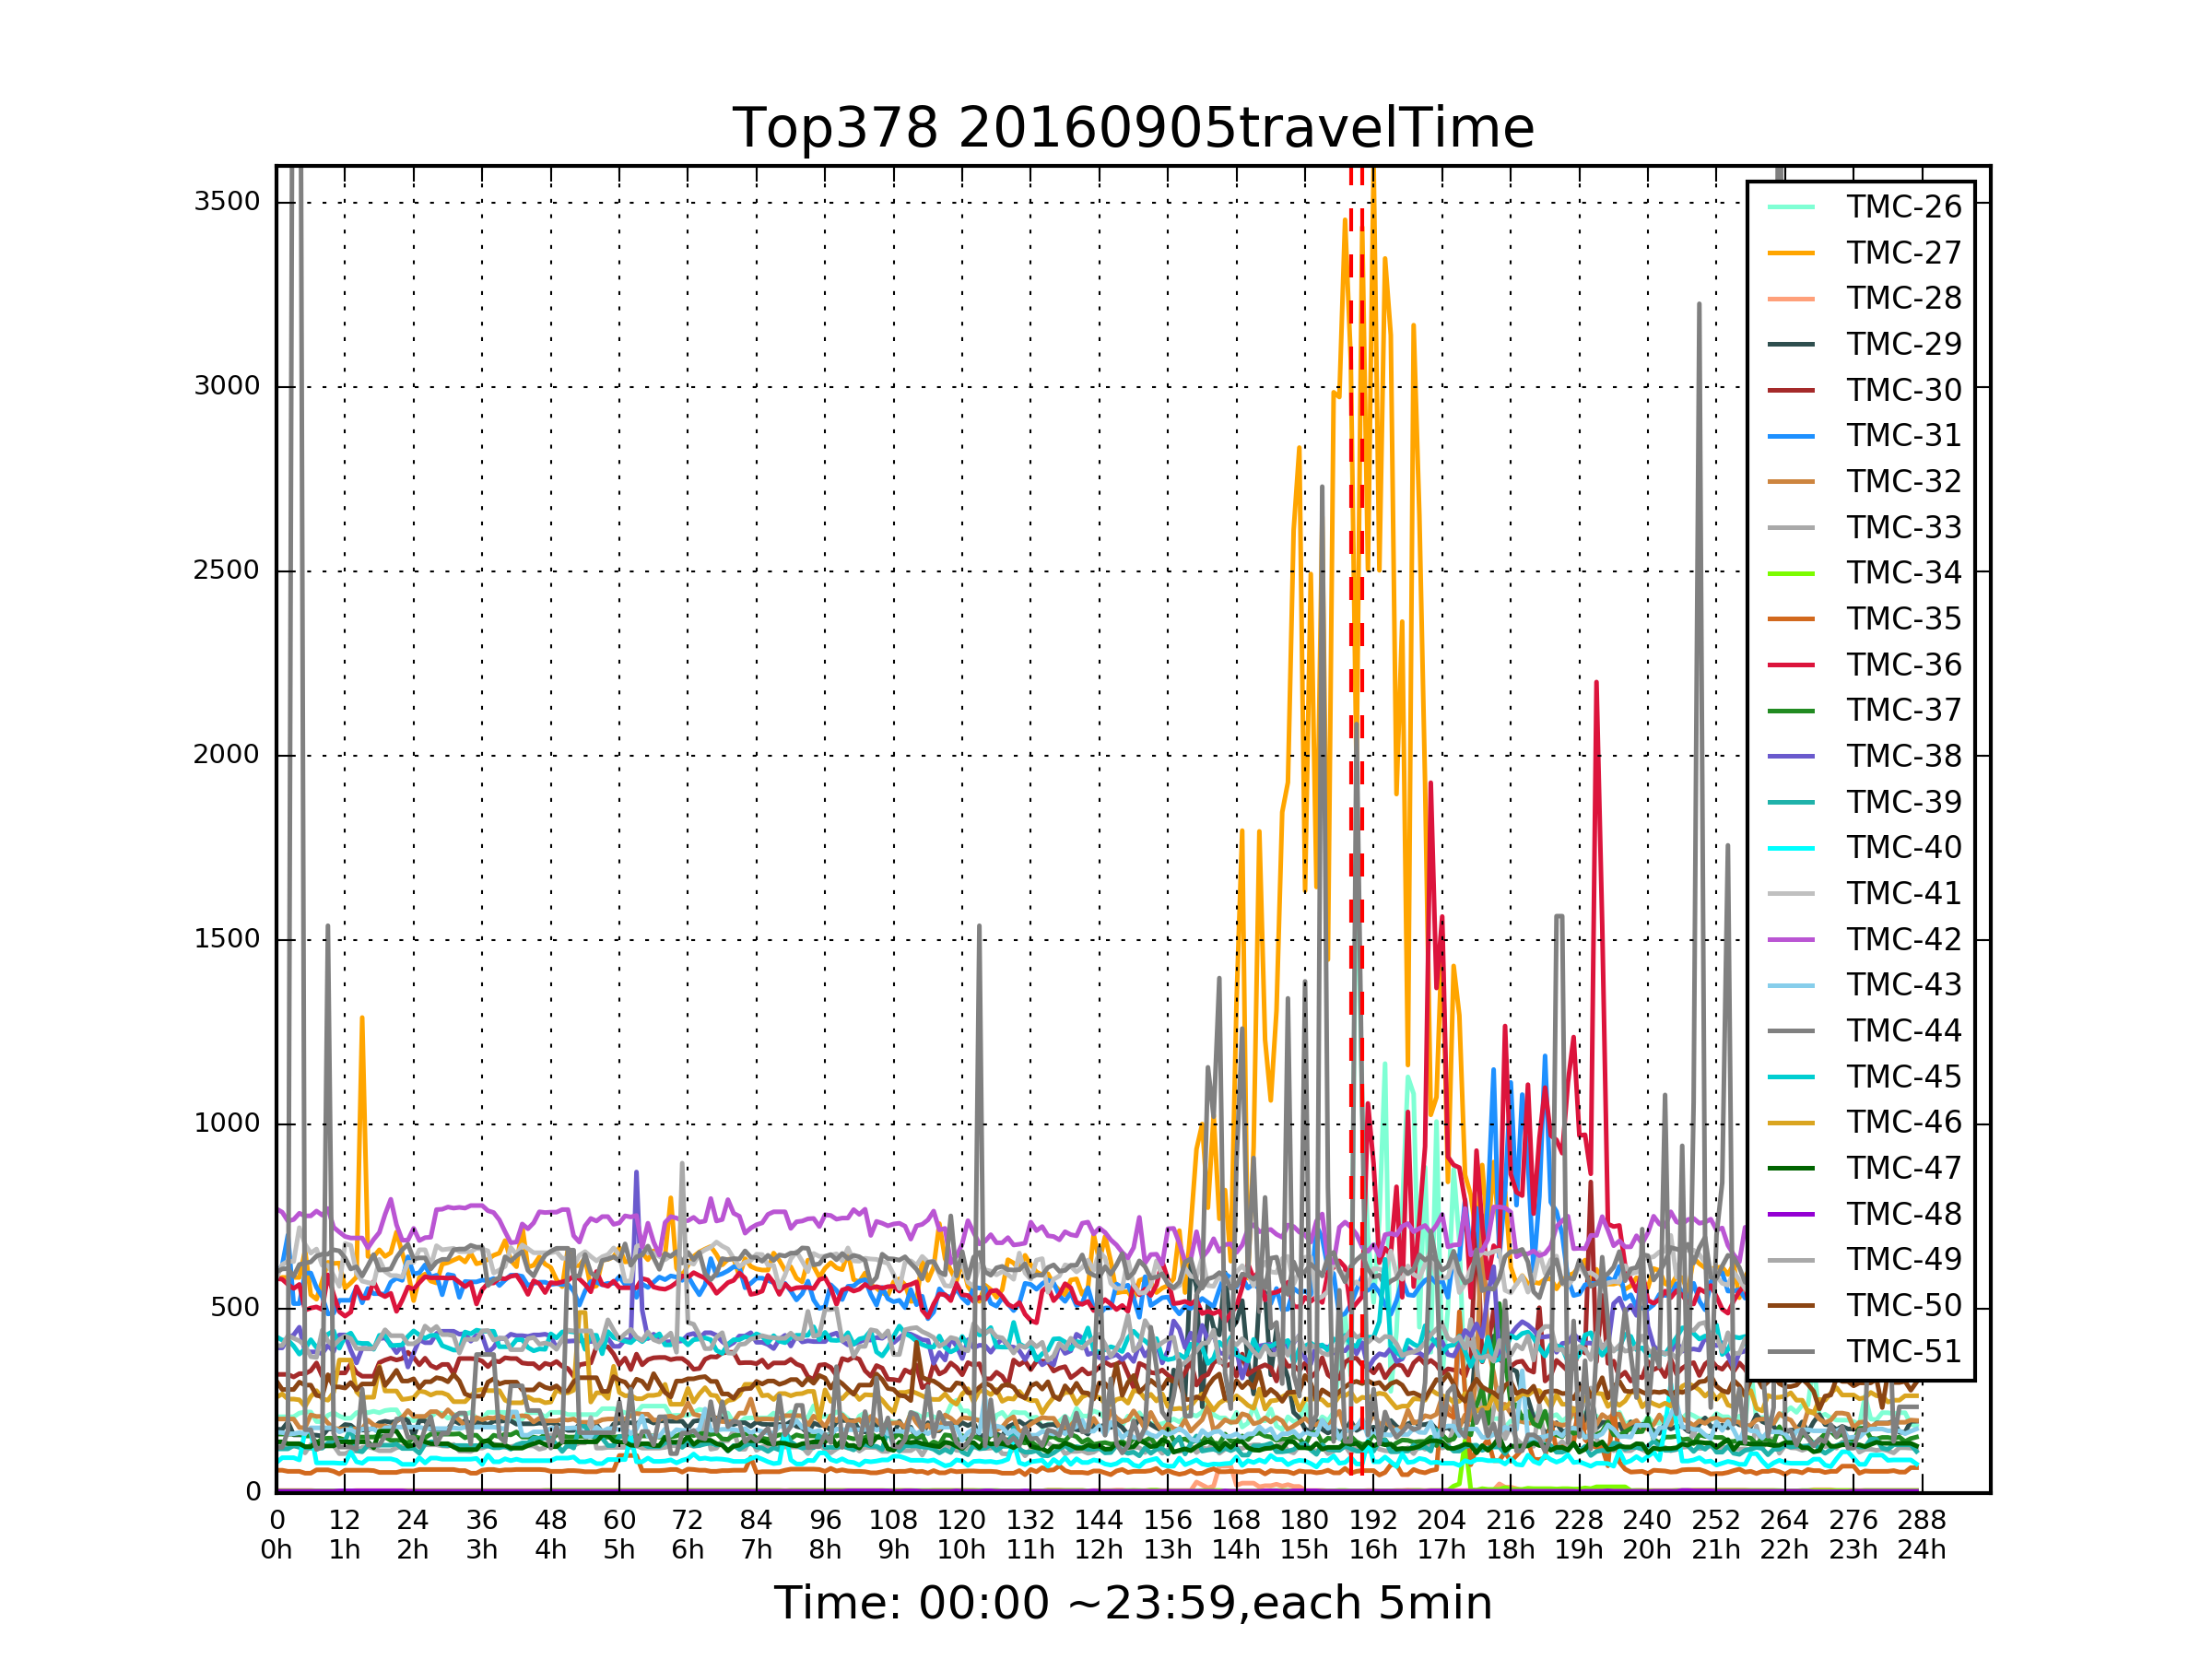 Top378 20160905travelTime
3500
3000
2500
2000
1500
1000
500
0
TMC-26
TMC-27
TMC-28
TMC-29
TMC-30
TMC-31
TMC-32
TMC-33
TMC-34
TMC-35
TMC-36
TMC-37
TMC-38
TMC-39
TMC-40
TMC-41
TMC-42
TMC-43
TMC-44
TMC-45
TMC-46
TMC-47
TMC-48
TMC-49
TMC-50
TMC-51
0 12 24 36 48 60 72 84 96 108 120 132 144 156 168 180 192 204 216 228 240 252 264 276 288
0h 1h 2h 3h 4h 5h 6h 7h 8h 9h 10h 11h 12h 13h 14h 15h 16h 17h 18h 19h 20h 21h 22h 23h 24h
Time: 00:00 ~23:59,each 5min